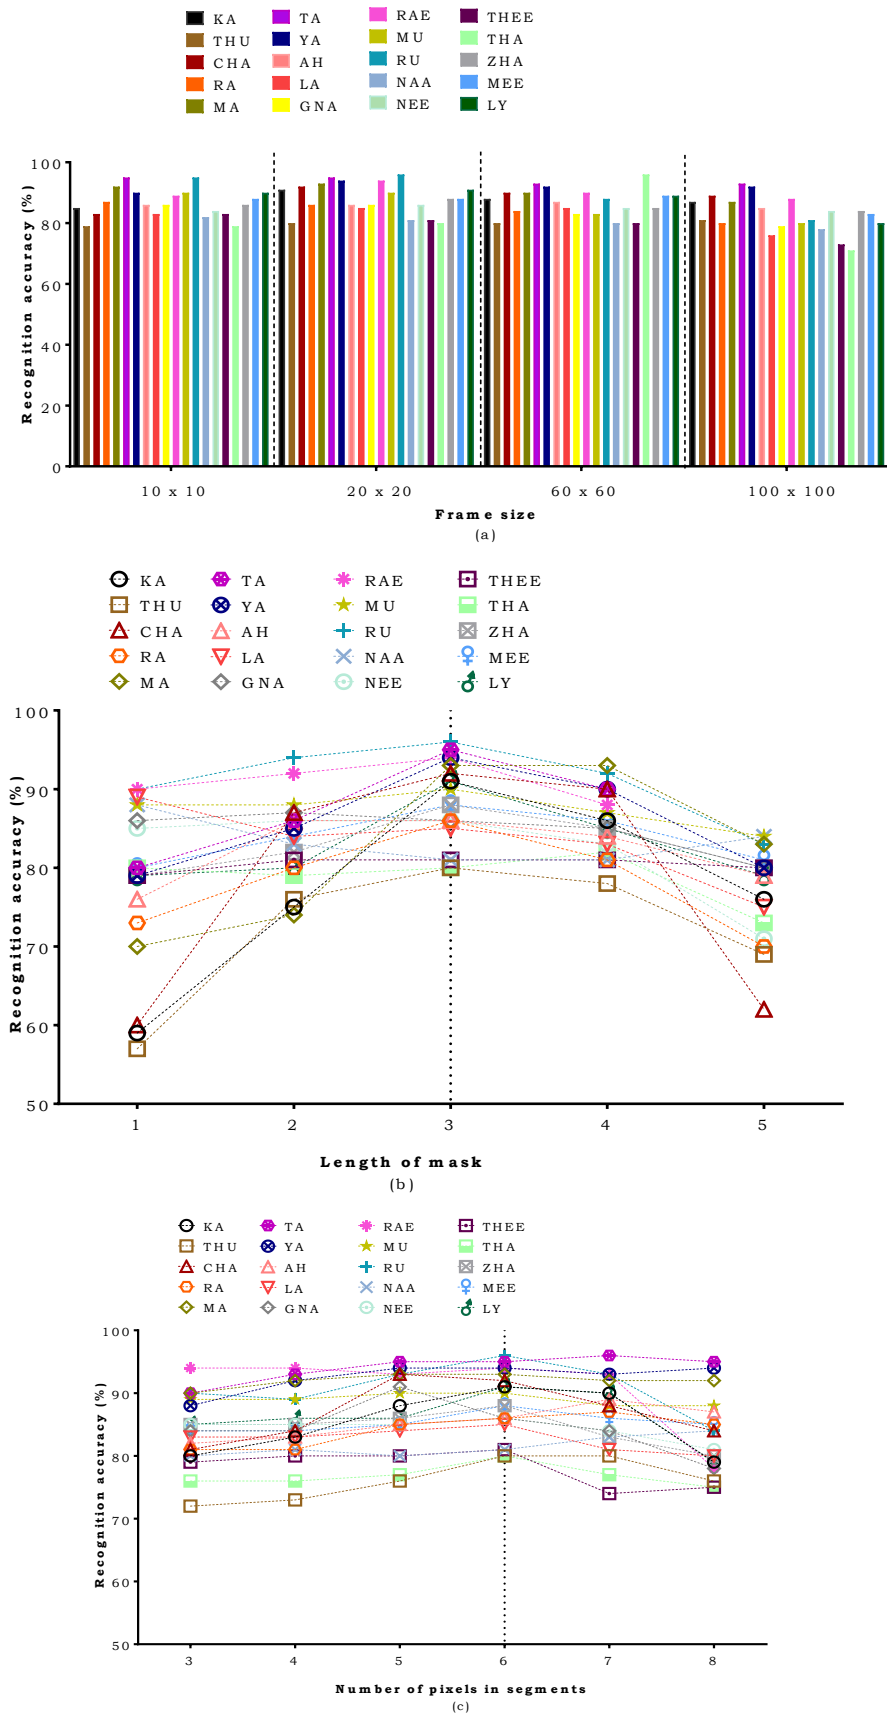 KA TA RAE THEE
THU YA MU THA
CHA AH RU ZHA
RA LA NAA MEE
MA GNA NEE LY
100
80
60
40
20
0
Recognition accuracy (%)
10 x 10 20 x 20 60 x 60 100 x 100
Frame size
(a)
KA TA RAE THEE
THU YA MU THA
CHA AH RU ZHA
RA LA NAA MEE
MA GNA NEE LY
100
90
80
70
60
50
Recognition accuracy (%)
1 2 3 4 5
Length of mask
(b)
KA TA RAE THEE
THU YA MU THA
CHA AH RU ZHA
RA LA NAA MEE
MA GNA NEE LY
100
90
80
70
60
50
Recognition accuracy (%)
3 4 5 6 7 8
Number of pixels in segments
(c)